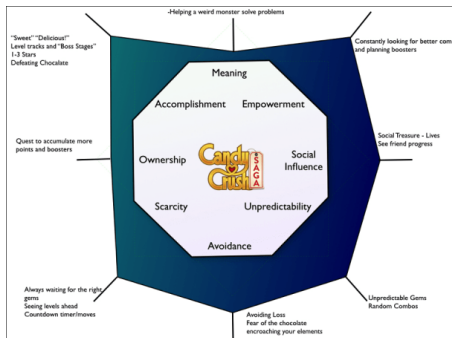 -Helping a weird monster solve problems
"Sweet" "Delicious!"
Level tracks and "Boss Stages"
1-3 Stars
Defeating Chocalate
Constantly looking for better com
and planning boosters
Meaning
Accomplishment
Empowerment
Quest to accumulate more
points and boosters
Ownership
Candy
Crush
SAGA
Social
Influence
Social Treasure - Lives
See friend progress
Scarcity
Unpredictability
Avoidance
Always waiting for the right
gems
Seeing levels ahead
Countdown timer/moves
Avoiding Loss
Fear of the chocolate
encroaching your elements
Unpredictable Gems
Random Combos